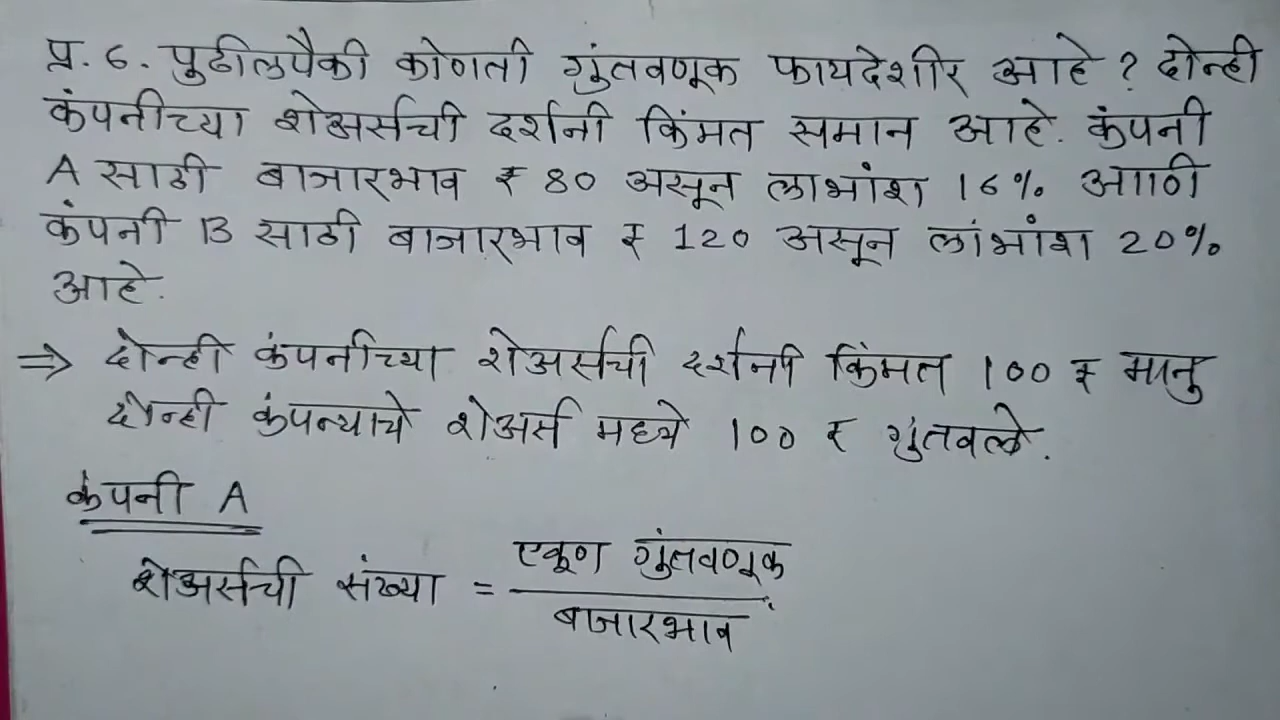 प्र. 6. पुढीलपैकी कोणती गुंतवणूक फायदेशीर आहे ? दोन्ही
कंपनीच्या शेअर्सची दर्शनी किंमत समान आहे. कंपनी
A साठी बाजारभाव ₹ 80 असून लाभांश 16% आणि
कंपनी B साठी बाजारभाव ₹ 120 असून लांभांश 20%
आहे.
⇒ दोन्ही कंपनीच्या शेअर्सची दर्शनी किंमत 100 ₹ मानु
दोन्ही कंपन्याचे शेअर्स मध्ये 100 ₹ गुंतवले.
कंपनी A
शेअर्सची संख्या = एकूण गुंतवणूक
बाजारभाव